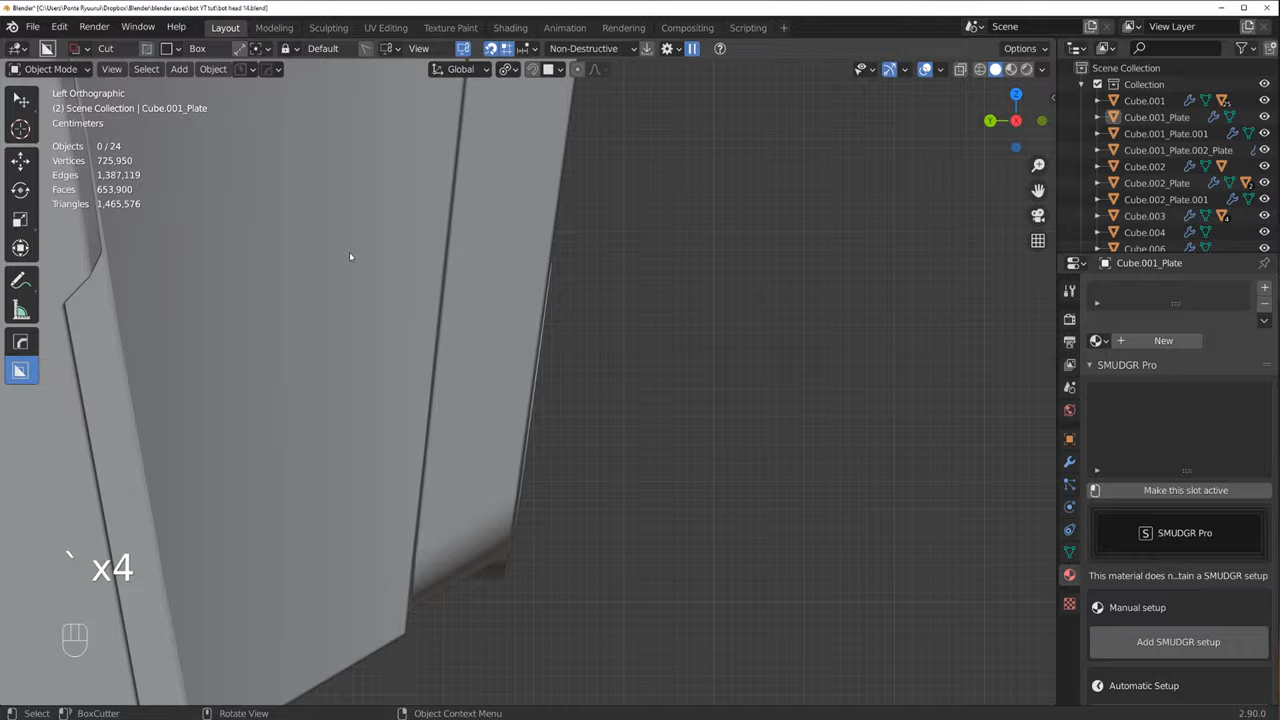 Blender* [C:\Users\Ponte Ryuurui\Dropbox\Blender\blender saves\bot YT tut\bot head 14.blend]
File Edit Render Window Help Layout Modeling Sculpting UV Editing Texture Paint Shading Animation Rendering Compositing Scripting + Scene View Layer
Cut Box Default View Non-Destructive Options
Object Mode View Select Add Object Global
Left Orthographic
(2) Scene Collection | Cube.001_Plate
Centimeters
Objects 0 / 24
Vertices 725,950
Edges 1,387,119
Faces 653,900
Triangles 1,465,576
Z
Y
X
Scene Collection
Collection
Cube.001
25
Cube.001_Plate
Cube.001_Plate.001
Cube.001_Plate.002_Plate
Cube.002
Cube.002_Plate
2
Cube.002_Plate.001
Cube.003
4
Cube.004
Cube.006
Cube.001_Plate
New
SMUDGR Pro
Make this slot active
S SMUDGR Pro
This material does n..tain a SMUDGR setup
Manual setup
Add SMUDGR setup
Automatic Setup
` x4
Select BoxCutter Rotate View Object Context Menu 2.90.0